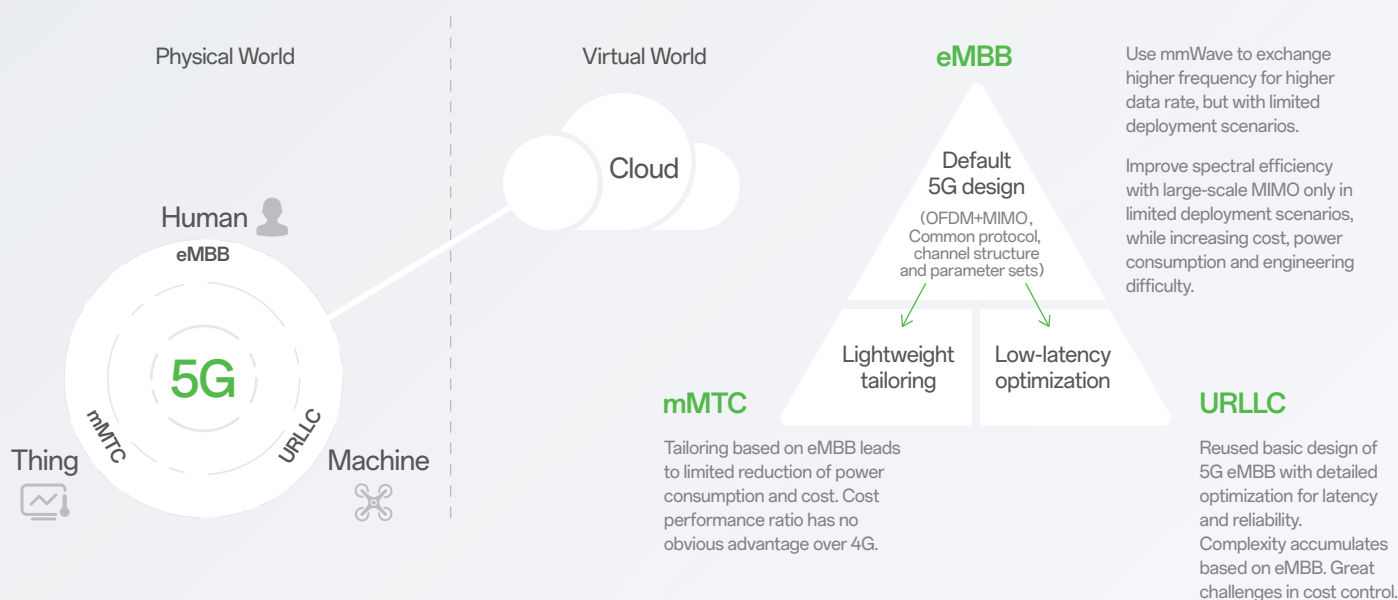 Physical World
Human
eMBB
5G
mMTC
URLLC
Thing
Machine
Virtual World
Cloud
eMBB
Default
5G design
(OFDM+MIMO,
Common protocol,
channel structure
and parameter sets)
Lightweight
tailoring
Low-latency
optimization
Use mmWave to exchange
higher frequency for higher
data rate, but with limited
deployment scenarios.
Improve spectral efficiency
with large-scale MIMO only in
limited deployment scenarios,
while increasing cost, power
consumption and engineering
difficulty.
mMTC
Tailoring based on eMBB leads
to limited reduction of power
consumption and cost. Cost
performance ratio has no
obvious advantage over 4G.
URLLC
Reused basic design of
5G eMBB with detailed
optimization for latency
and reliability.
Complexity accumulates
based on eMBB. Great
challenges in cost control.